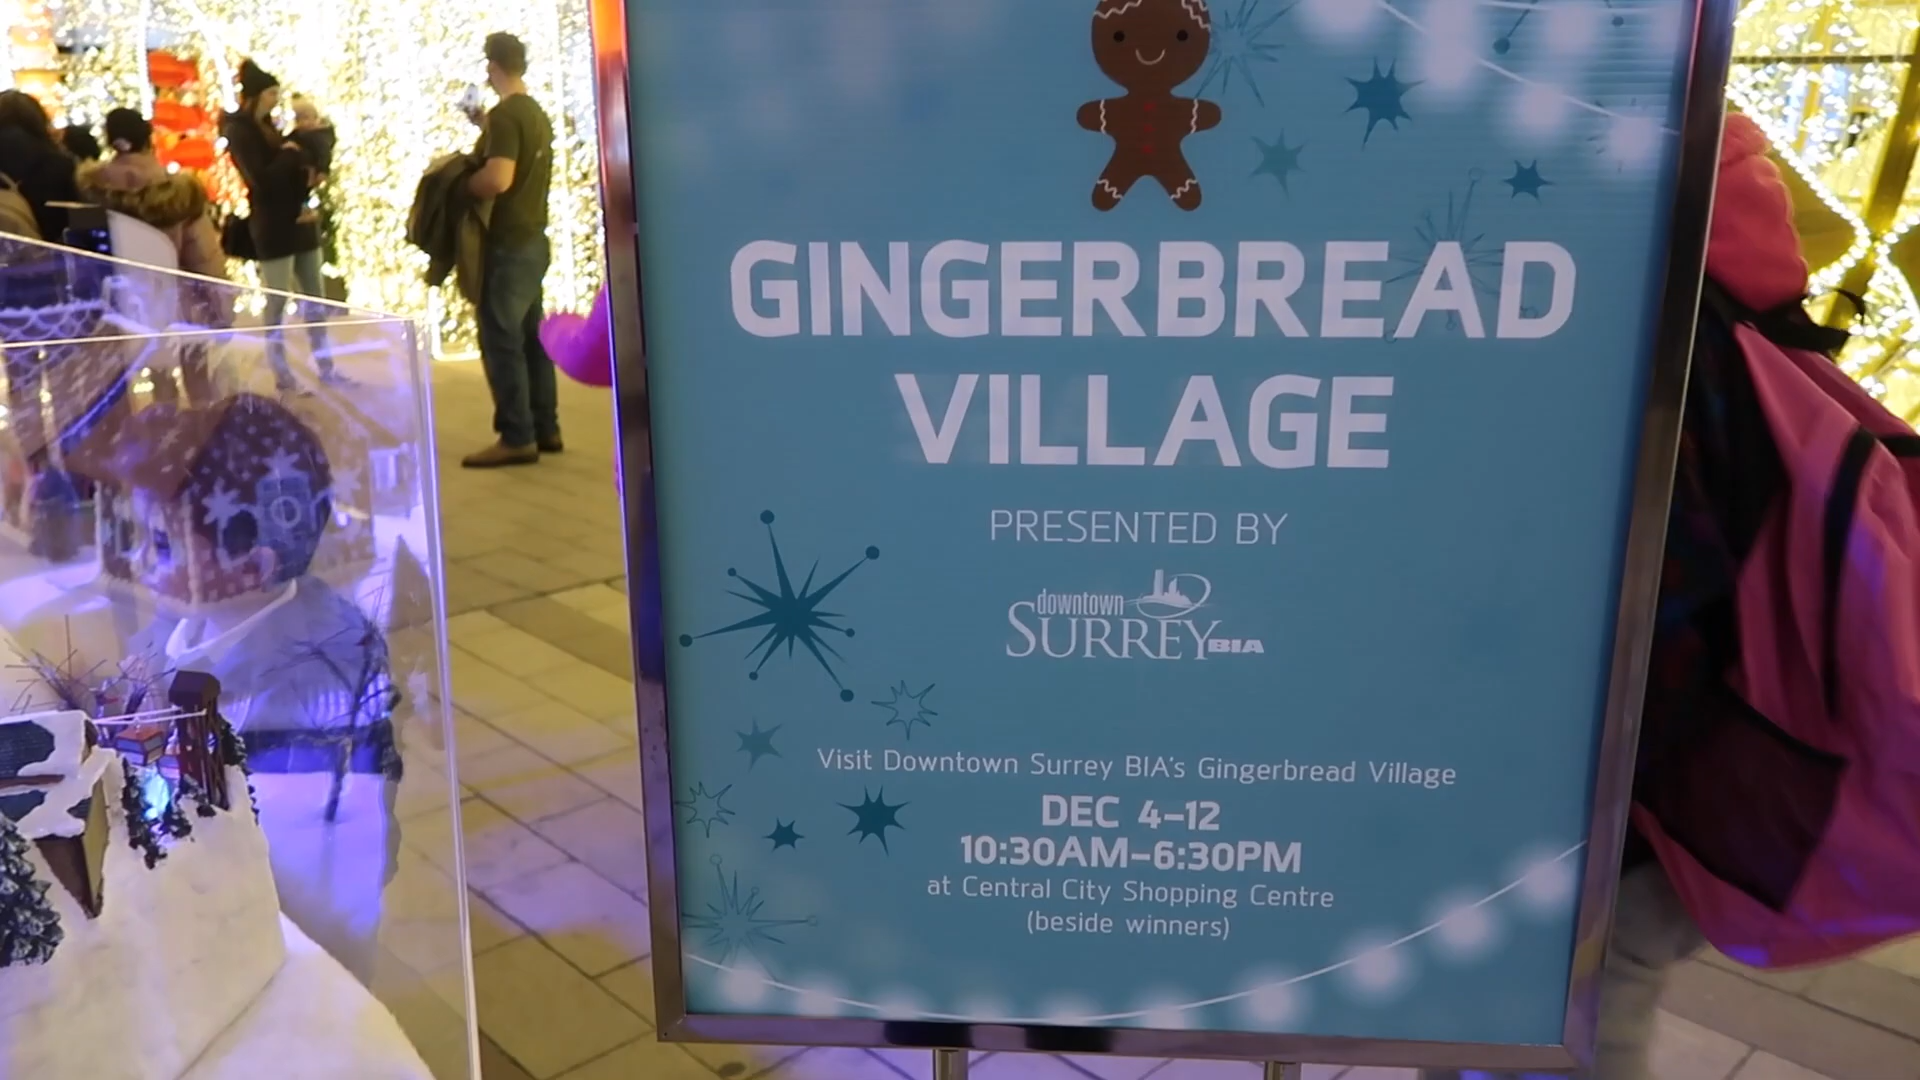 GINGERBREAD
VILLAGE
PRESENTED BY
downtown
SURREY BIA
Visit Downtown Surrey BIA's Gingerbread Village
DEC 4-12
10:30AM-6:30PM
at Central City Shopping Centre
(beside winners)